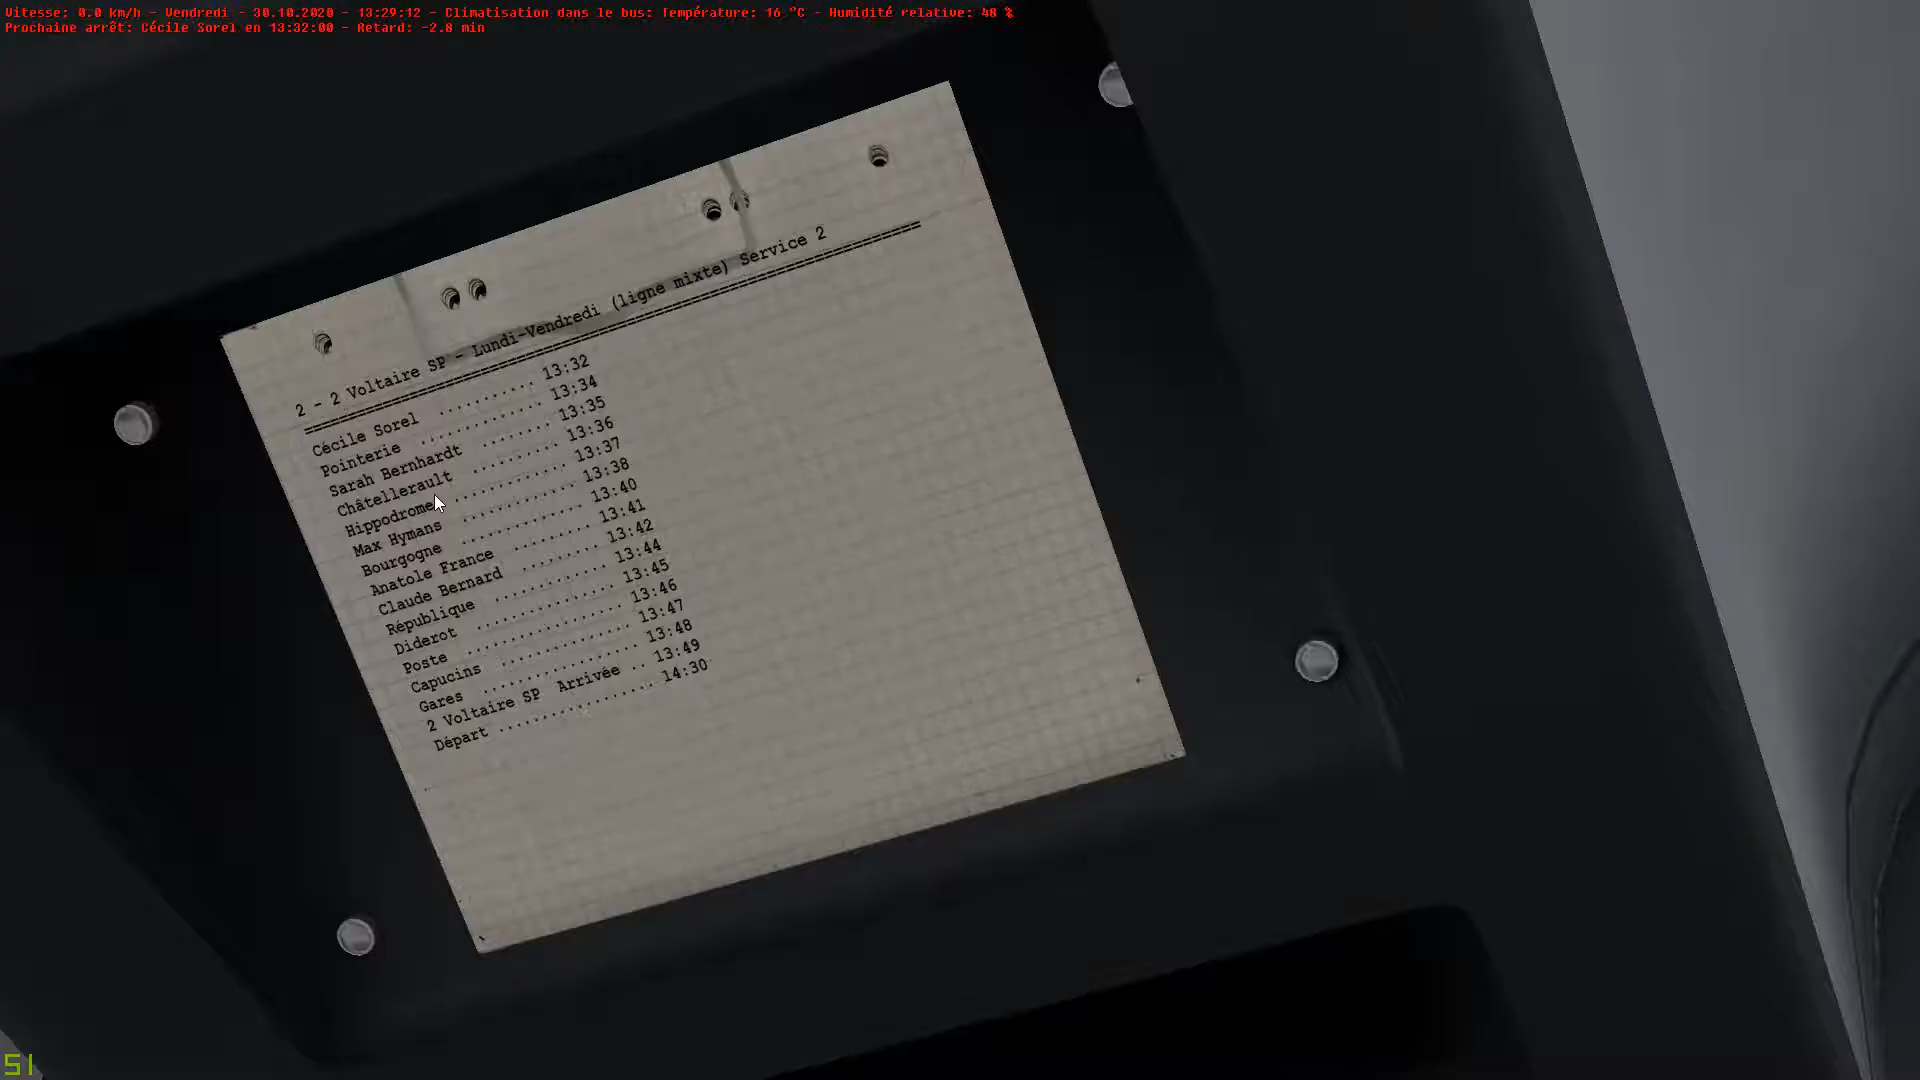 Vitesse: 0.0 km/h - Vendredi - 30.10.2020 - 13:29:12 - Climatisation dans le bus: Température: 16 °C - Humidité relative: 48 %
Prochaine arrêt: Cécile Sorel en 13:32:00 - Retard: -2.8 min
2 - 2 Voltaire SP - Lundi-Vendredi (ligne mixte) Service 2
Cécile Sorel ........... 13:32
Pointerie .............. 13:34
Sarah Bernhardt ........ 13:35
Châtellerault .......... 13:36
Hippodrome ............. 13:37
Max Hymans ............. 13:38
Bourgogne .............. 13:40
Anatole France ......... 13:41
Claude Bernard ......... 13:42
République ............. 13:44
Diderot ................ 13:45
Poste .................. 13:46
Capucins ............... 13:47
Gares .................. 13:48
2 Voltaire SP Arrivée .. 13:49
Départ ................. 14:30
51